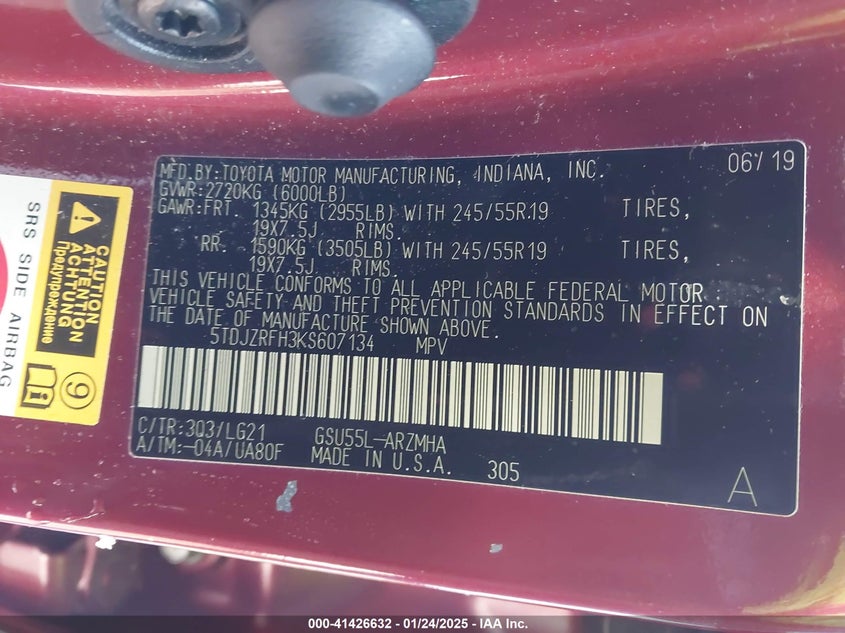 MFD.BY:TOYOTA MOTOR MANUFACTURING, INDIANA, INC. 06/19
GVWR:2720KG (6000LB)
GAWR:FRT. 1345KG (2955LB) WITH 245/55R19 TIRES,
19X7.5J RIMS.
RR. 1590KG (3505LB) WITH 245/55R19 TIRES,
19X7.5J RIMS.
THIS VEHICLE CONFORMS TO ALL APPLICABLE FEDERAL MOTOR
VEHICLE SAFETY AND THEFT PREVENTION STANDARDS IN EFFECT ON
THE DATE OF MANUFACTURE SHOWN ABOVE.
5TDJZRFH3KS607134 MPV
C/TR:3Q3/LG21 GSU55L-ARZMHA
A/TM:-04A/UA80F MADE IN U.S.A. 305
A
SRS SIDE AIRBAG
CAUTION
ATTENTION
ACHTUNG
Предупреждение
9
000-41426632 - 01/24/2025 - IAA Inc.